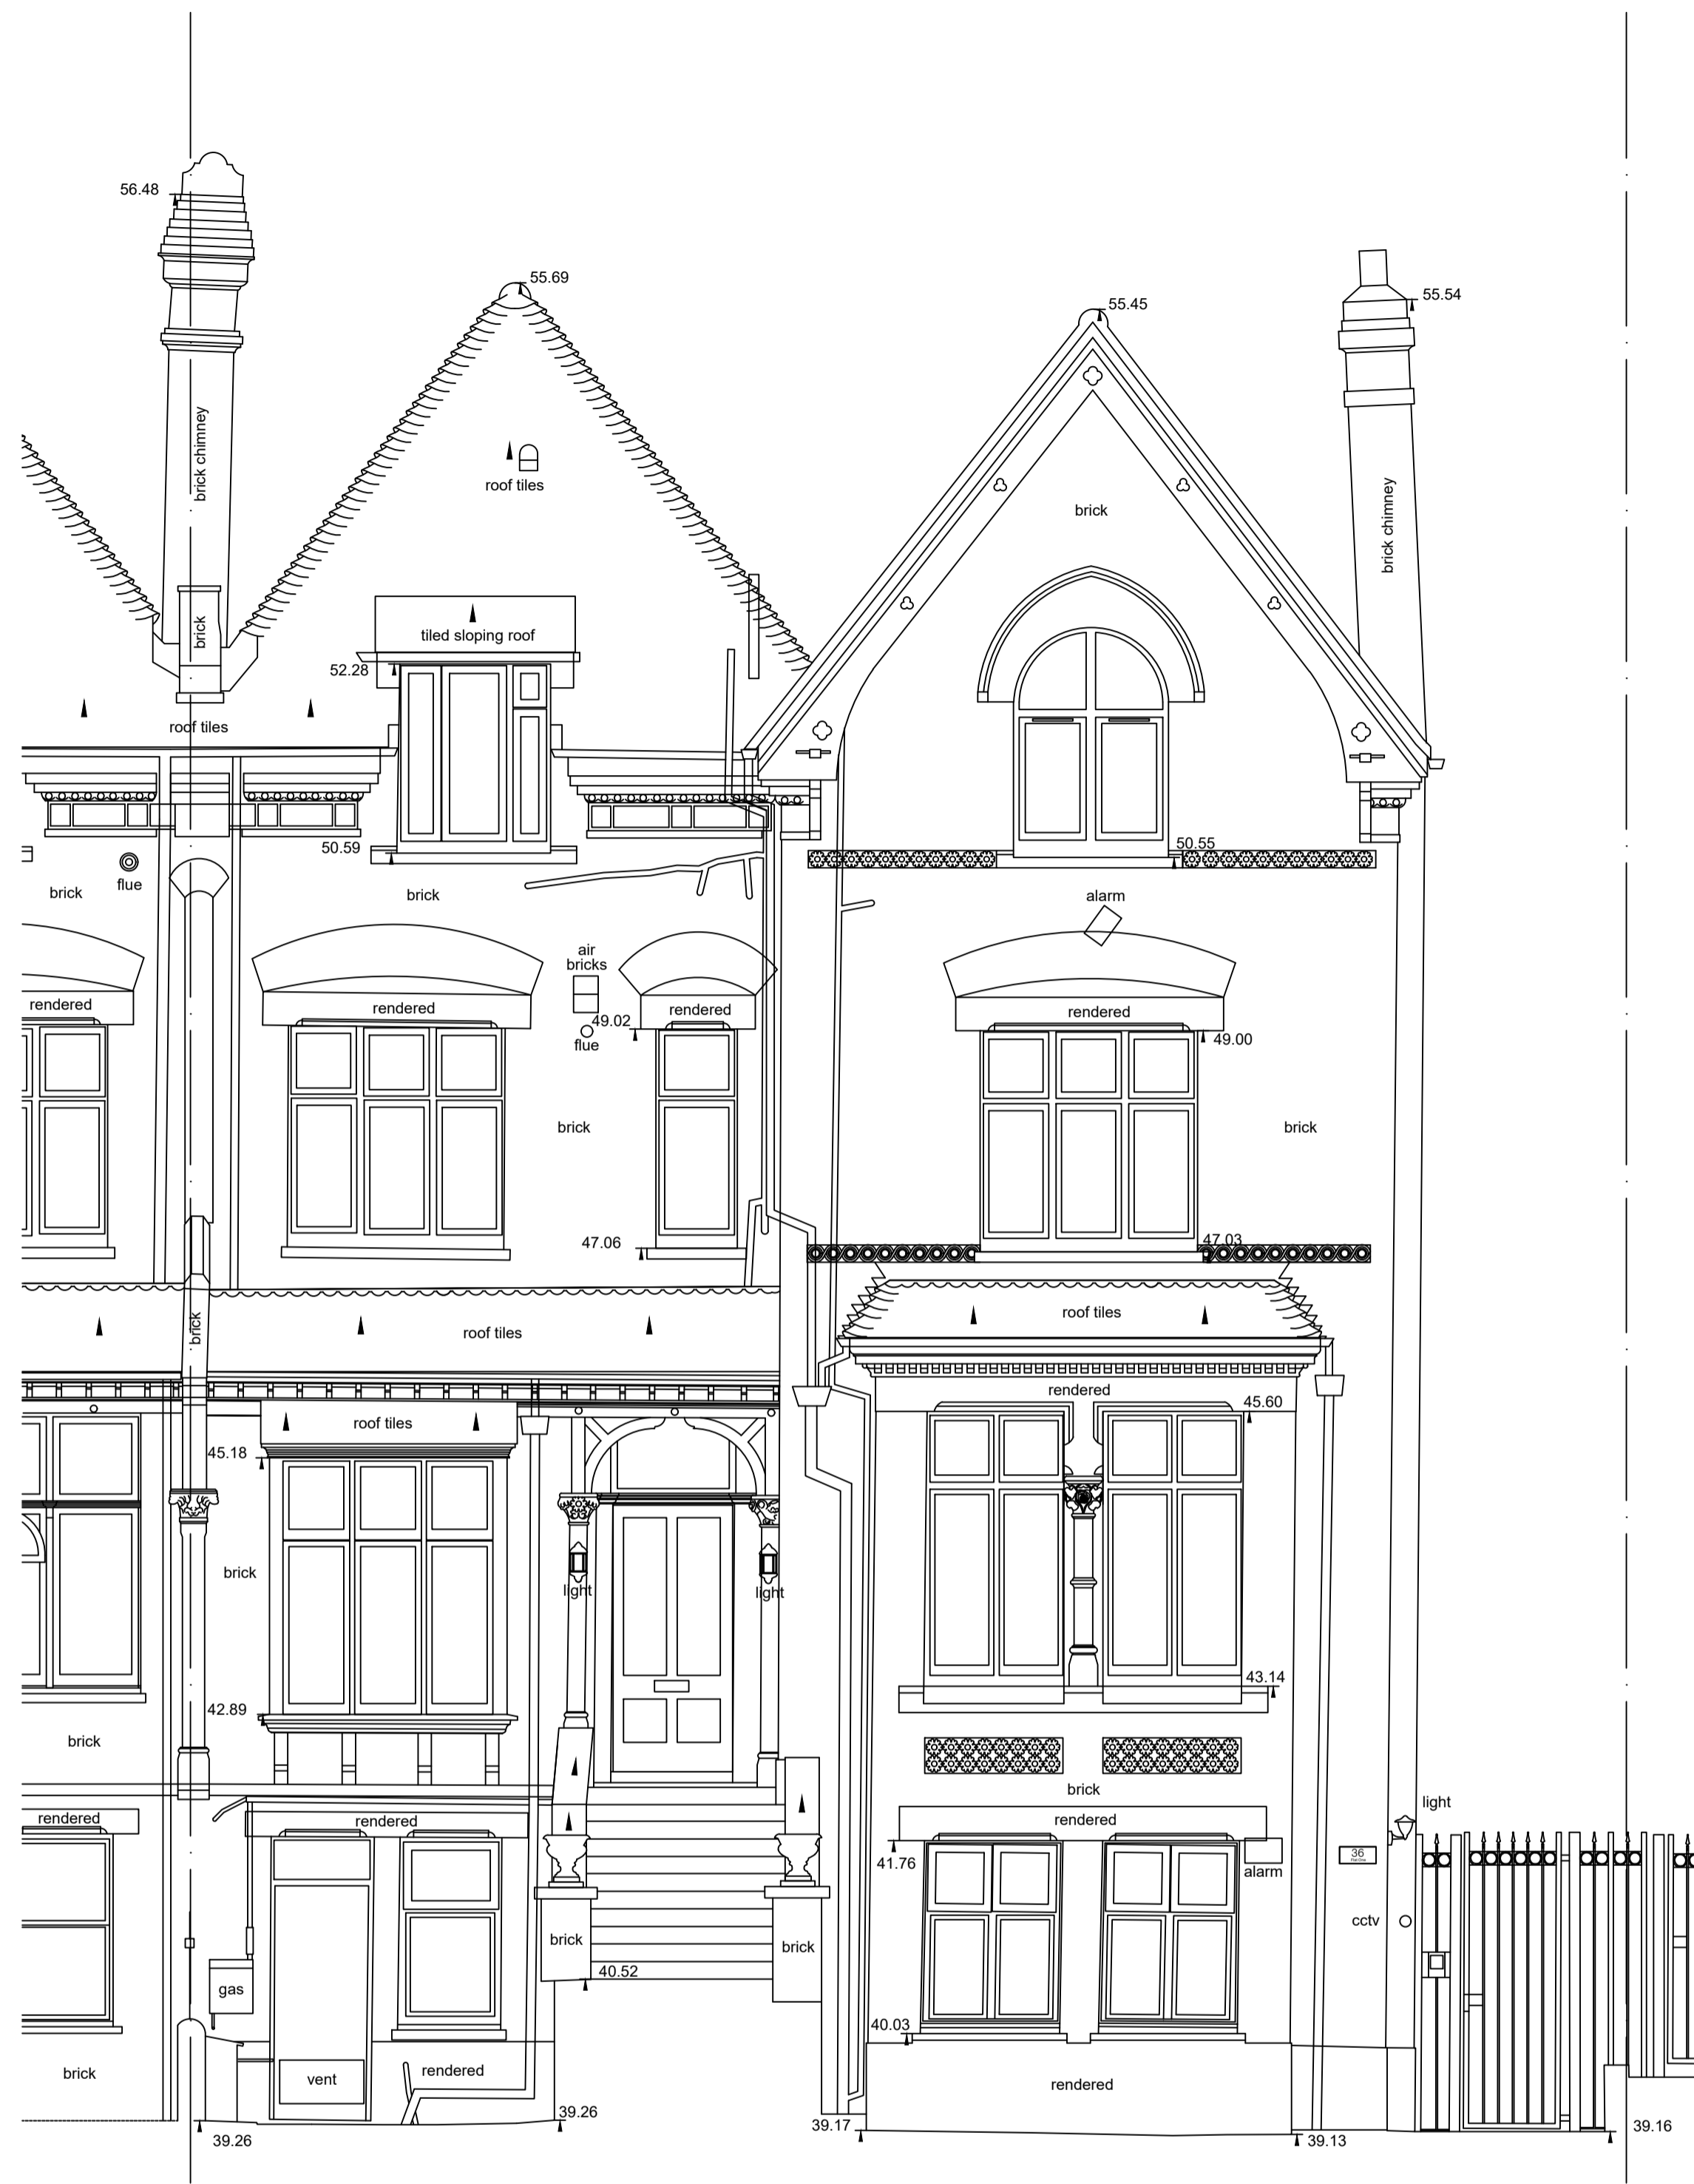 56.48
55.69
55.54
55.45
brick chimney
roof tiles
brick
brick chimney
brick
tiled sloping roof
52.28
roof tiles
50.59
50.55
flue
brick
brick
alarm
air
bricks
rendered
rendered
49.02
rendered
rendered
flue
49.00
brick
brick
47.06
47.03
brick
roof tiles
roof tiles
rendered
45.60
roof tiles
45.18
brick
light
light
43.14
42.89
brick
brick
rendered
rendered
rendered
light
41.76
alarm
36
brick
brick
cctv
40.52
gas
40.03
brick
vent
rendered
rendered
39.26
39.26
39.17
39.13
39.16